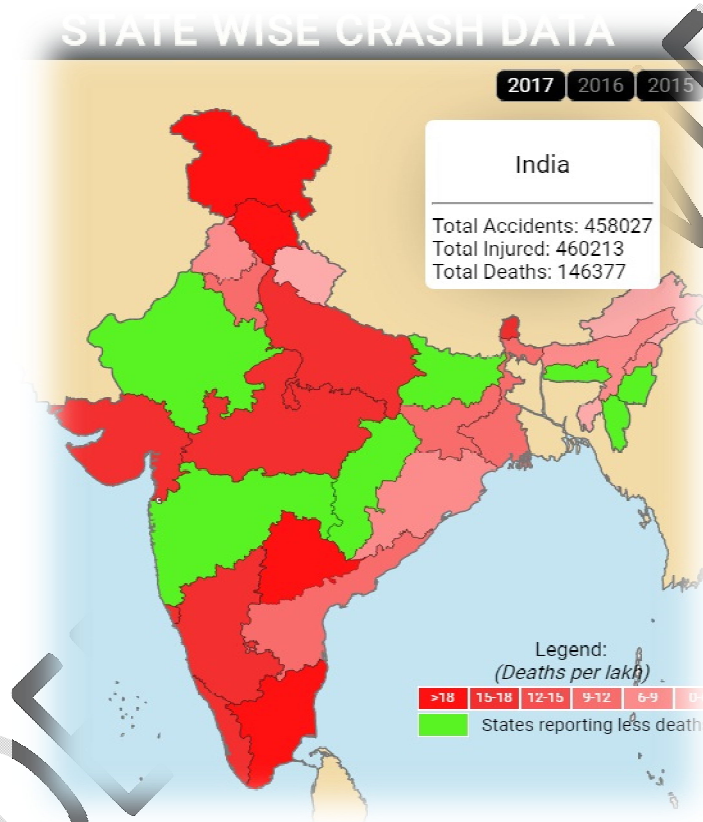 STATE WISE CRASH DATA
2017 2016 2015
India
Total Accidents: 458027
Total Injured: 460213
Total Deaths: 146377
Legend:
(Deaths per lakh)
>18 15-18 12-15 9-12 6-9
States reporting less death